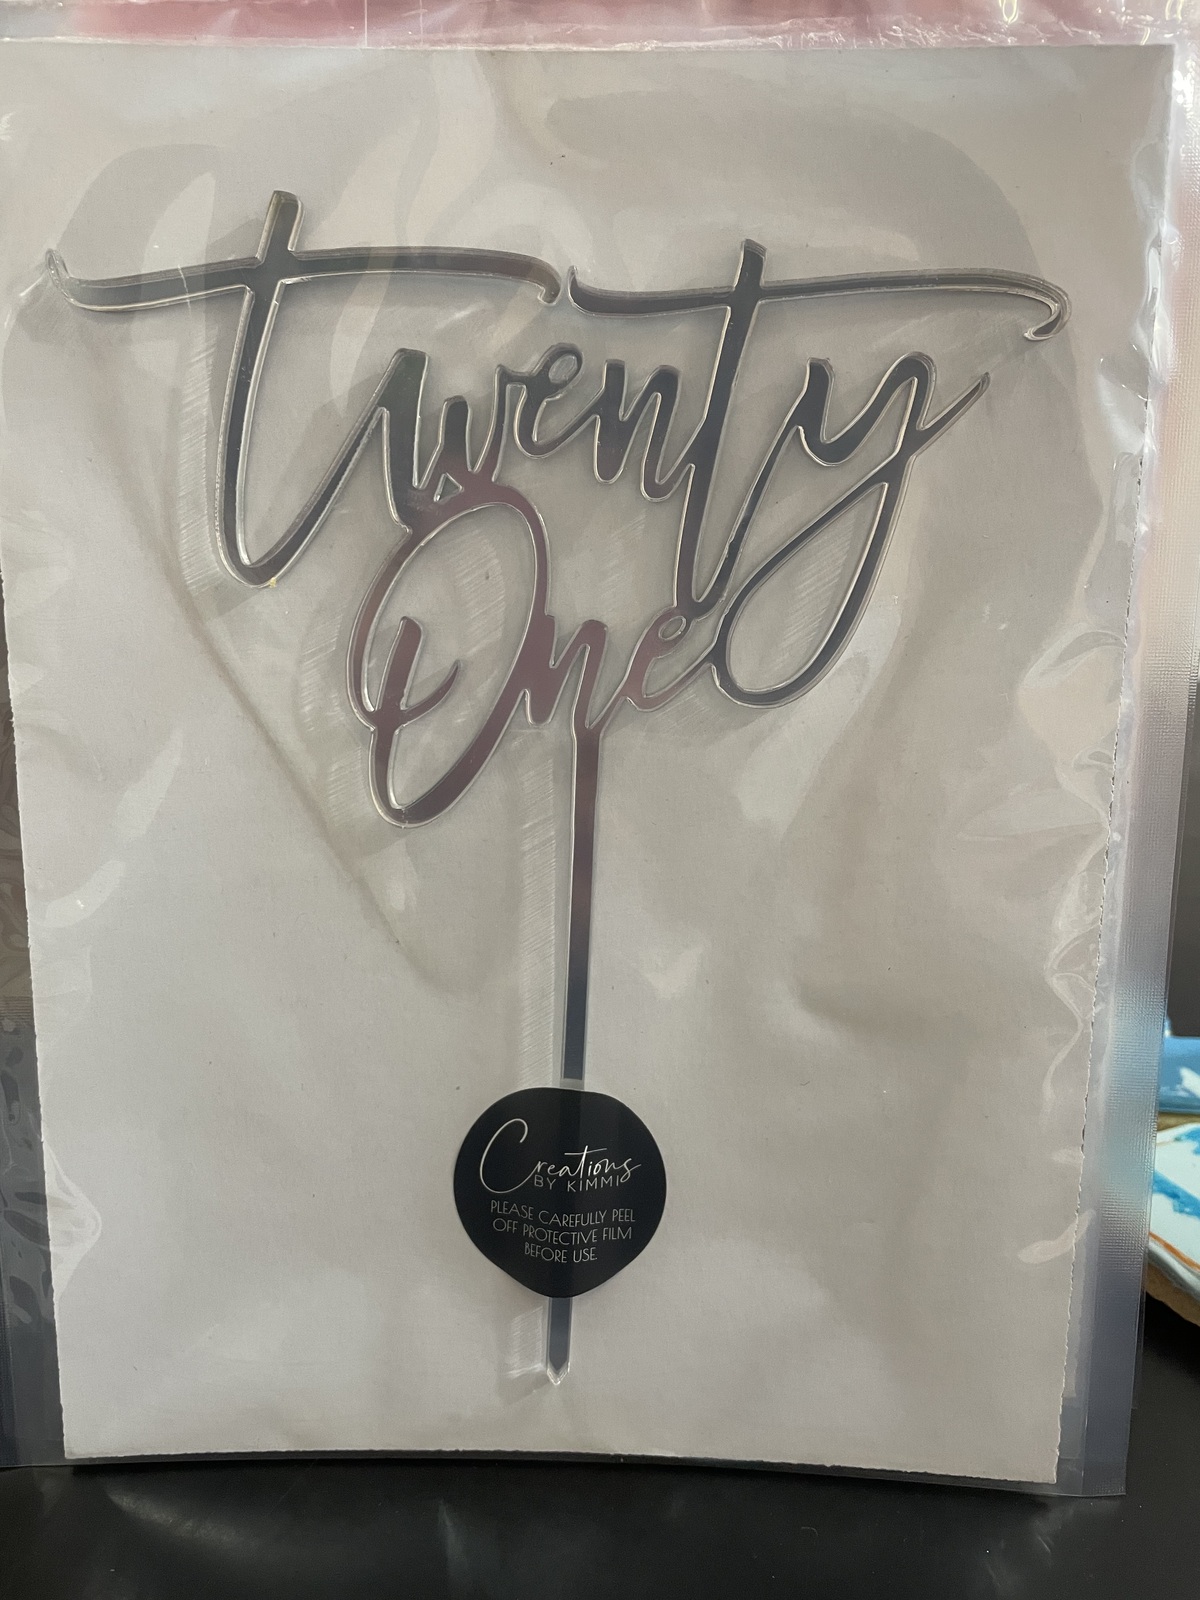 twenty
One
Creations
BY KIMMI
PLEASE CAREFULLY PEEL
OFF PROTECTIVE FILM
BEFORE USE.